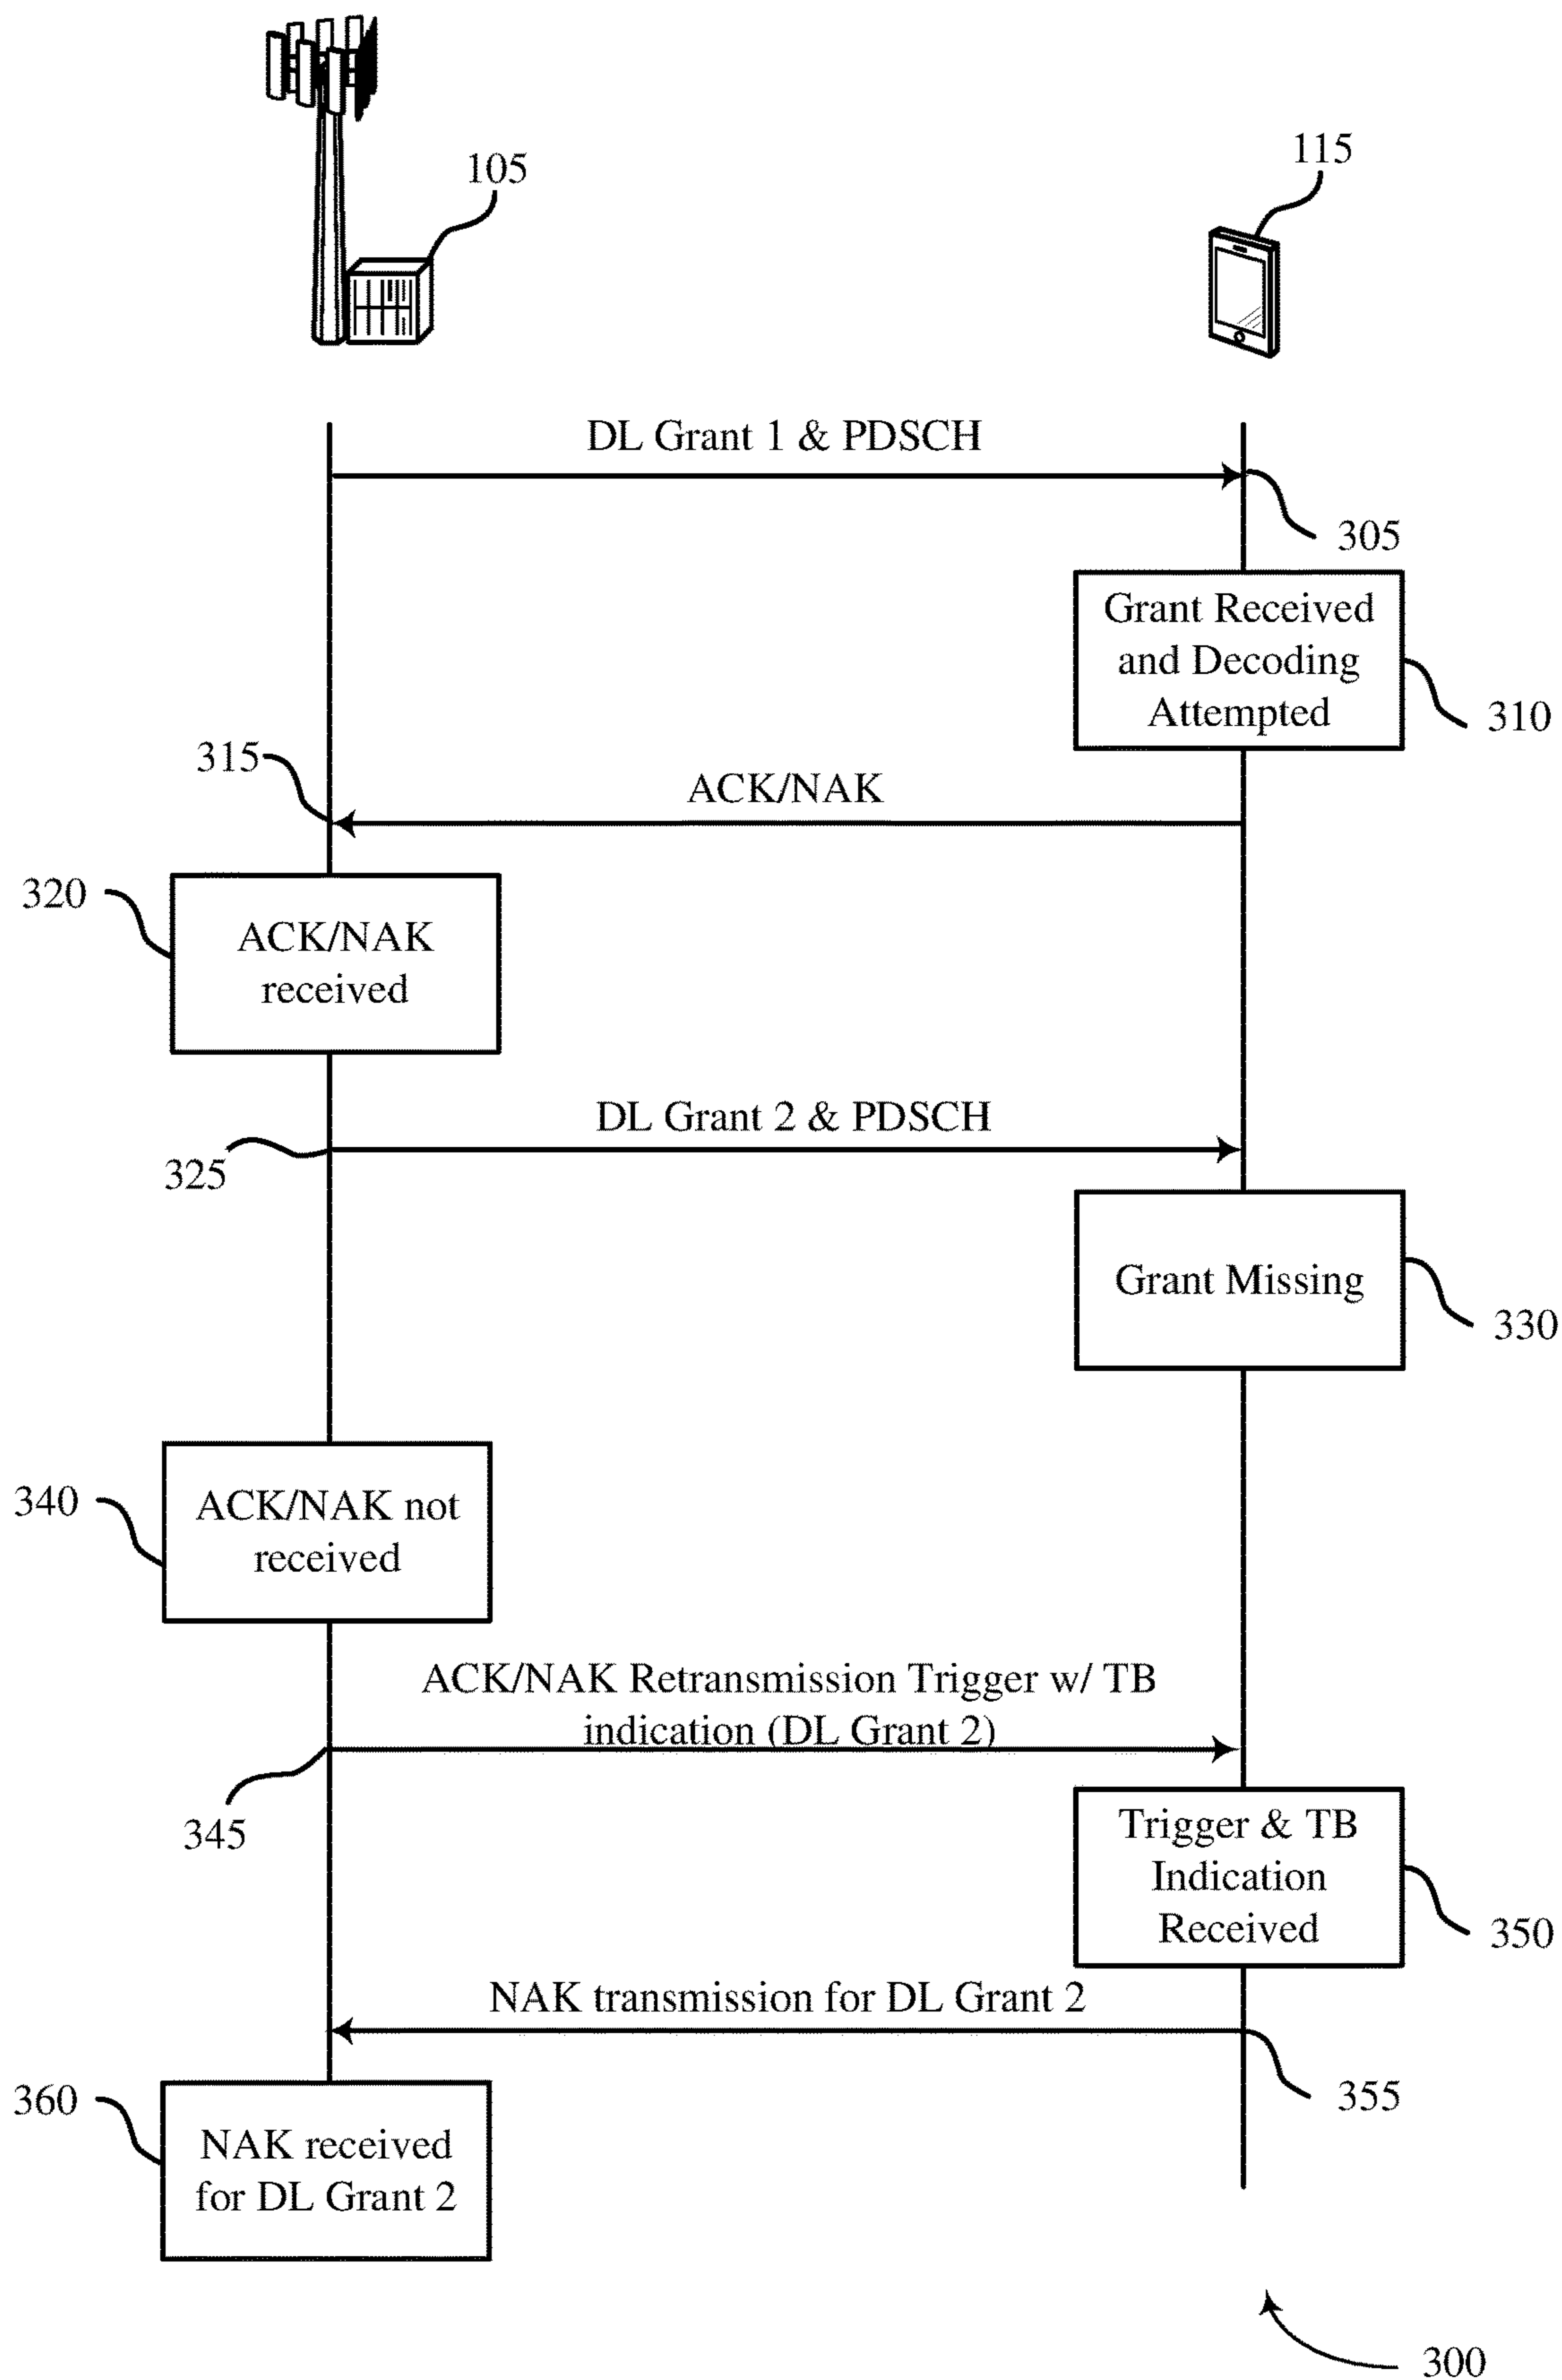 105
115
DL Grant 1 & PDSCH
305
Grant Received
and Decoding
Attempted
310
315
ACK/NAK
320
ACK/NAK
received
DL Grant 2 & PDSCH
325
Grant Missing
330
340
ACK/NAK not
received
ACK/NAK Retransmission Trigger w/ TB
indication (DL Grant 2)
345
Trigger & TB
Indication
Received
350
NAK transmission for DL Grant 2
355
360
NAK received
for DL Grant 2
300